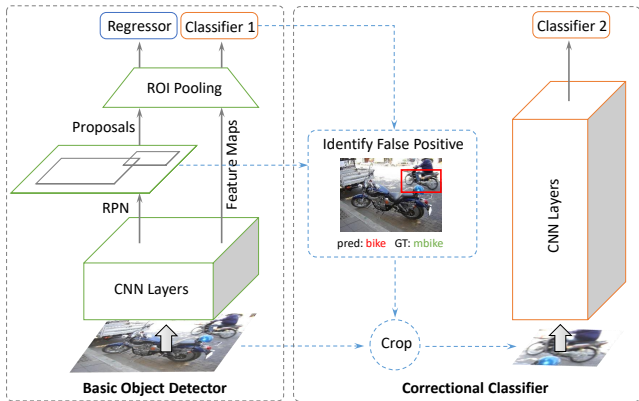 Regressor
Classifier 1
Classifier 2
ROI Pooling
Proposals
Feature Maps
Identify False Positive
RPN
pred: bike GT: mbike
CNN Layers
CNN Layers
Crop
Basic Object Detector
Correctional Classifier